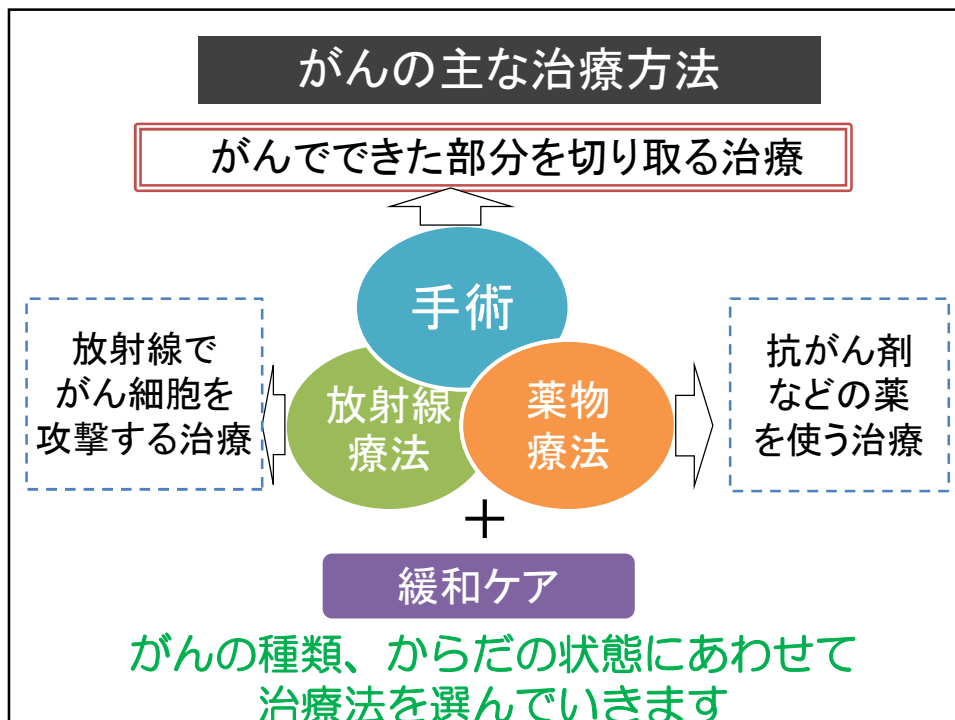 がんの主な治療方法
がんでできた部分を切り取る治療
手術
放射線で
がん細胞を
攻撃する治療
放射線
療法
薬物
療法
抗がん剤
などの薬
を使う治療
+
緩和ケア
がんの種類、からだの状態にあわせて
治療法を選んでいきます